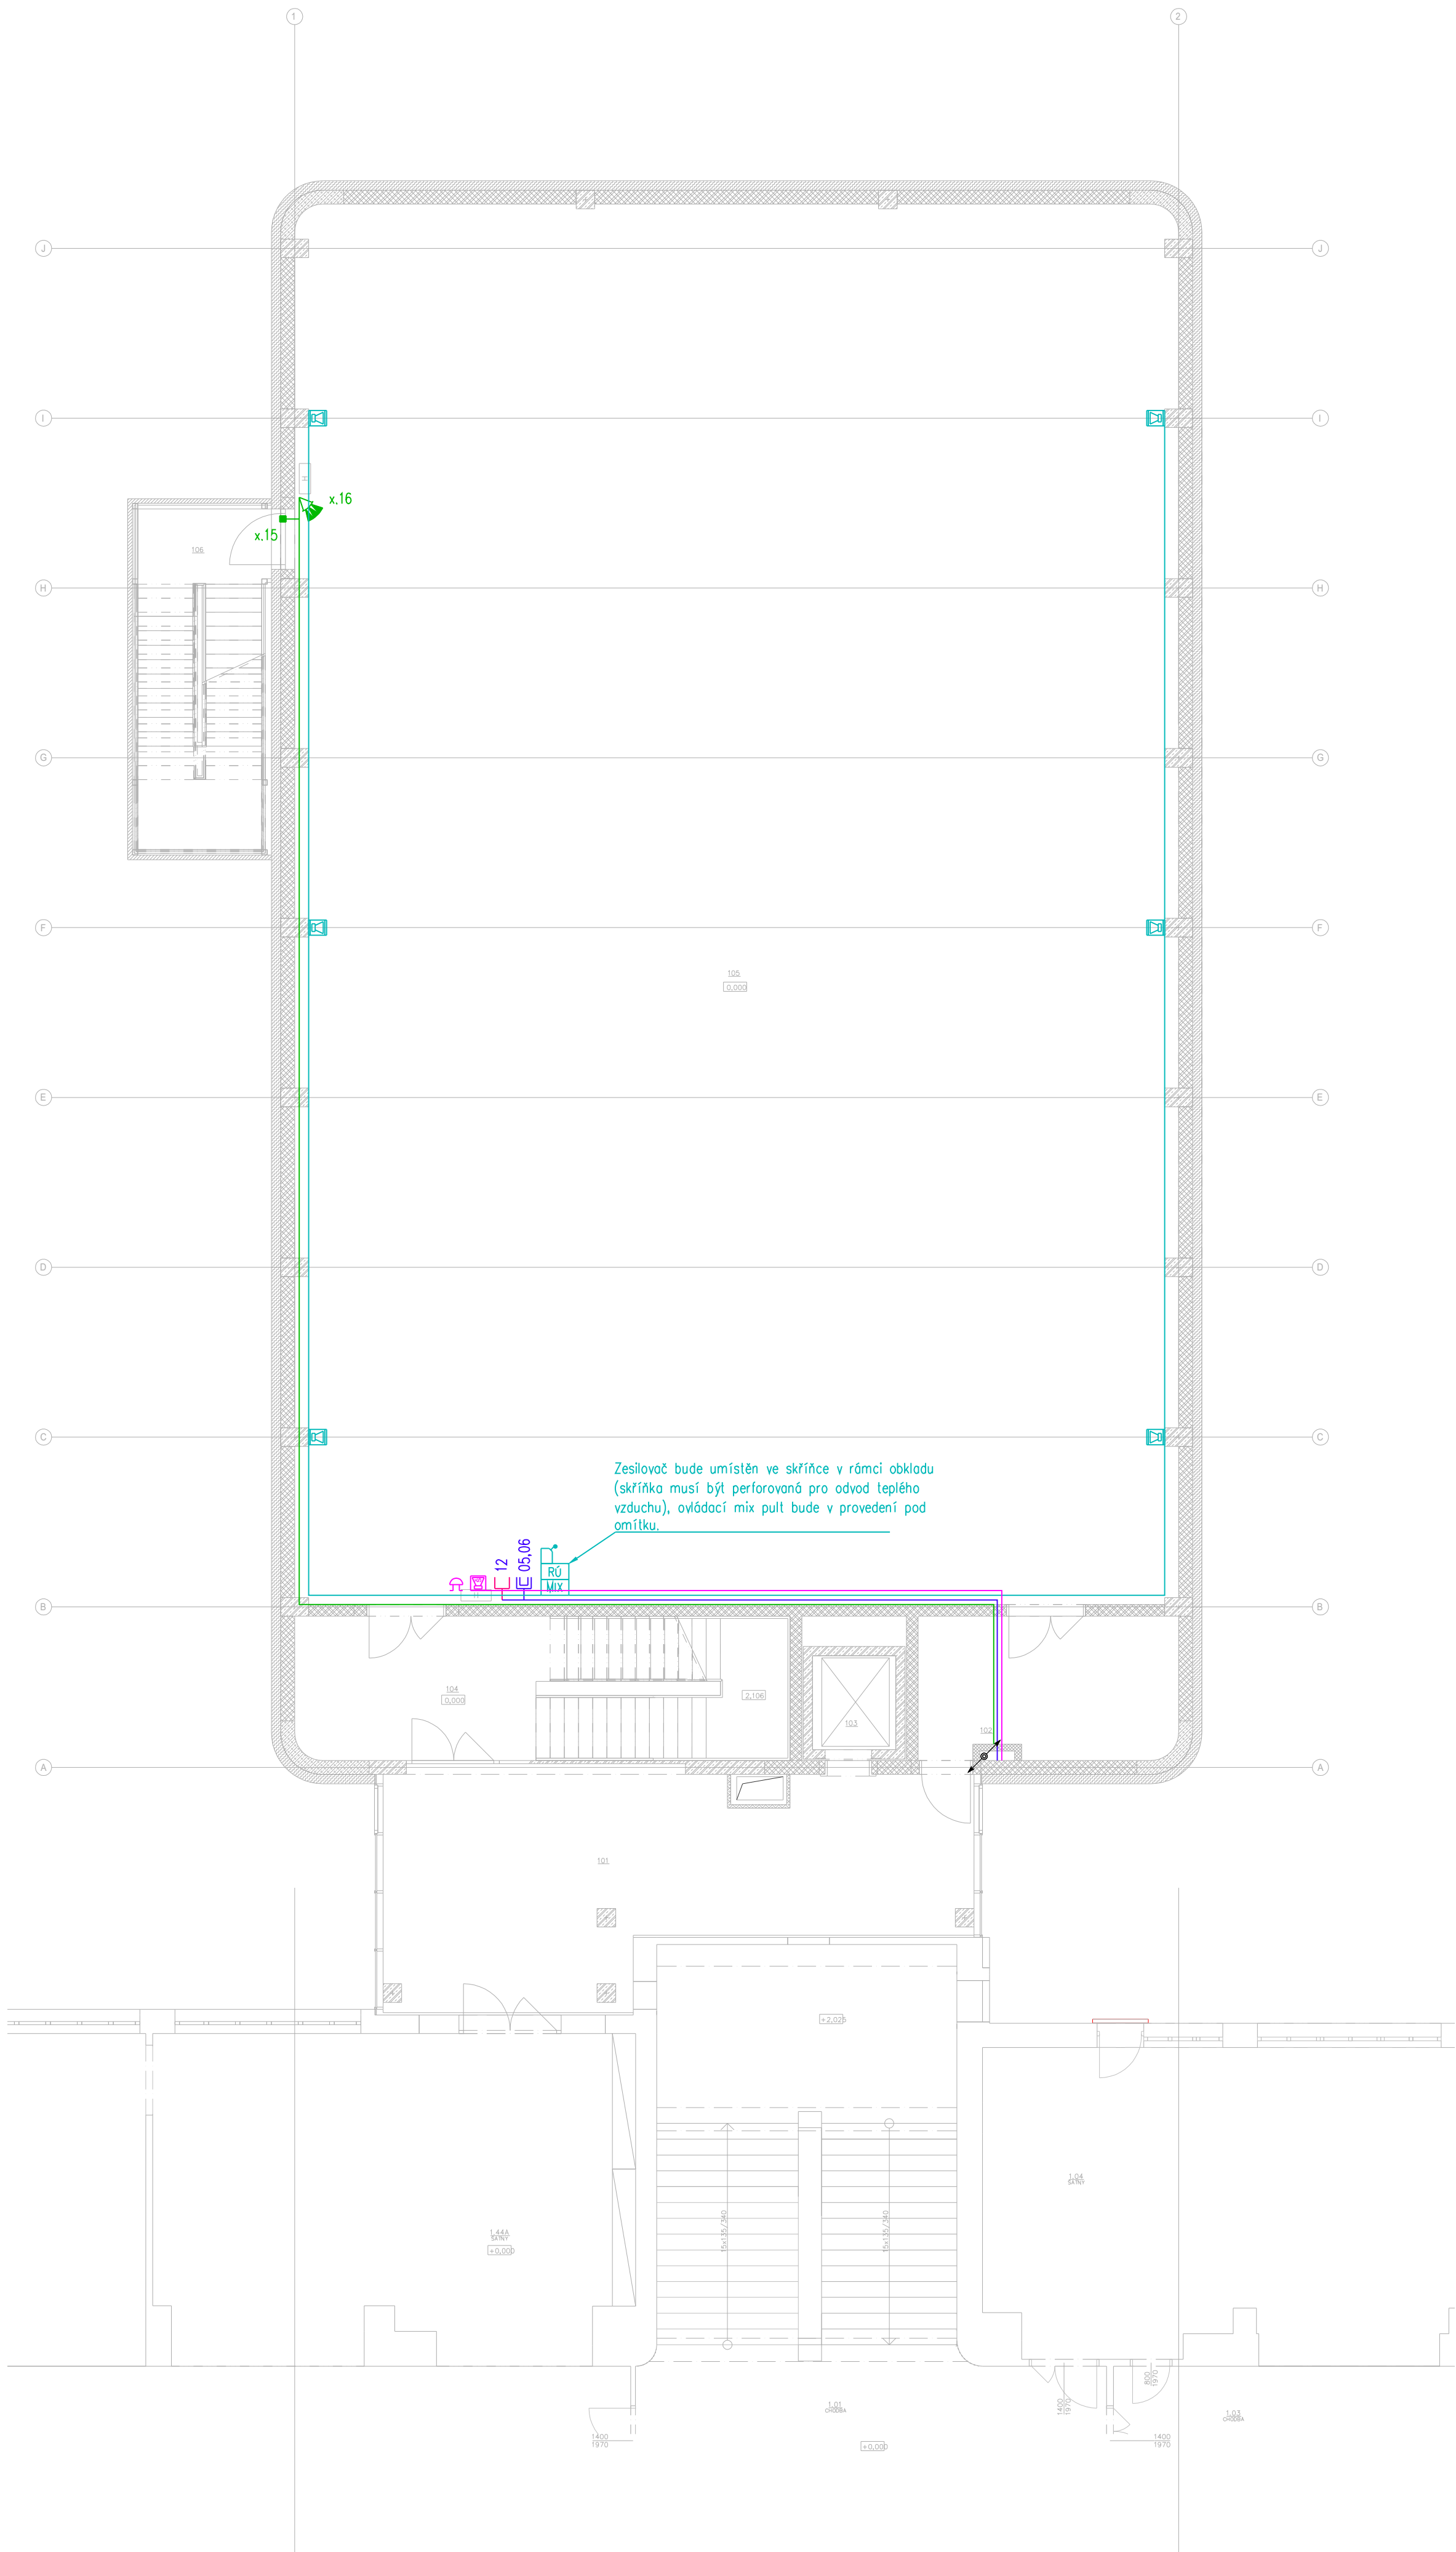 1
2
J
J
I
I
H
x.16
x.15
106
H
H
G
G
F
F
105
0,000
E
E
D
D
C
C
Zesilovač bude umístěn ve skříňce v rámci obkladu
(skříňka musí být perforovaná pro odvod teplého
vzduchu), ovládací mix pult bude v provedení pod
omítku.
12
05,06
RÚ
MIX
H
B
B
104
0,000
2,106
103
102
A
A
101
+2,026
1.04
ŠATNY
15x135/340
15x135/340
1.44A
ŠATNY
+0,000
1.01
CHODBA
1.03
CHODBA
1400
1970
800
1970
1400
1970
1400
1970
+0,000